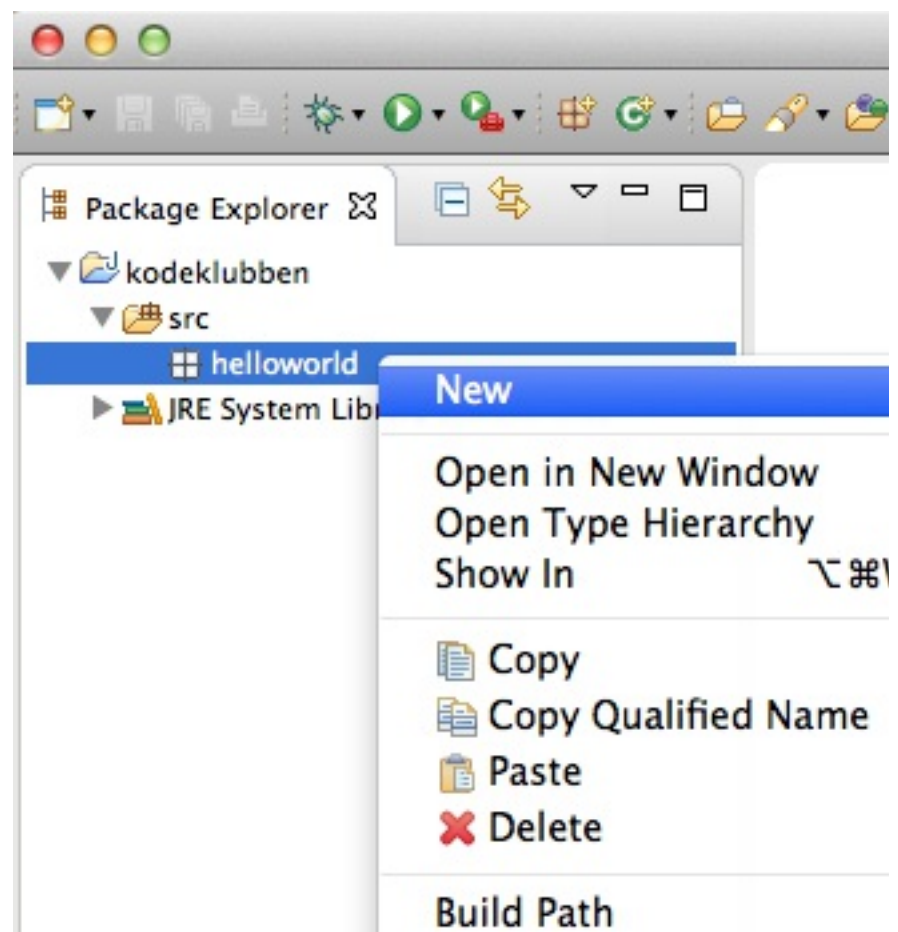 Package Explorer
kodeklubben
src
helloworld
JRE System
New
Open in New Window
Open Type Hierarchy
Show In ⌥⌘
Copy
Copy Qualified Name
Paste
Delete
Build Path